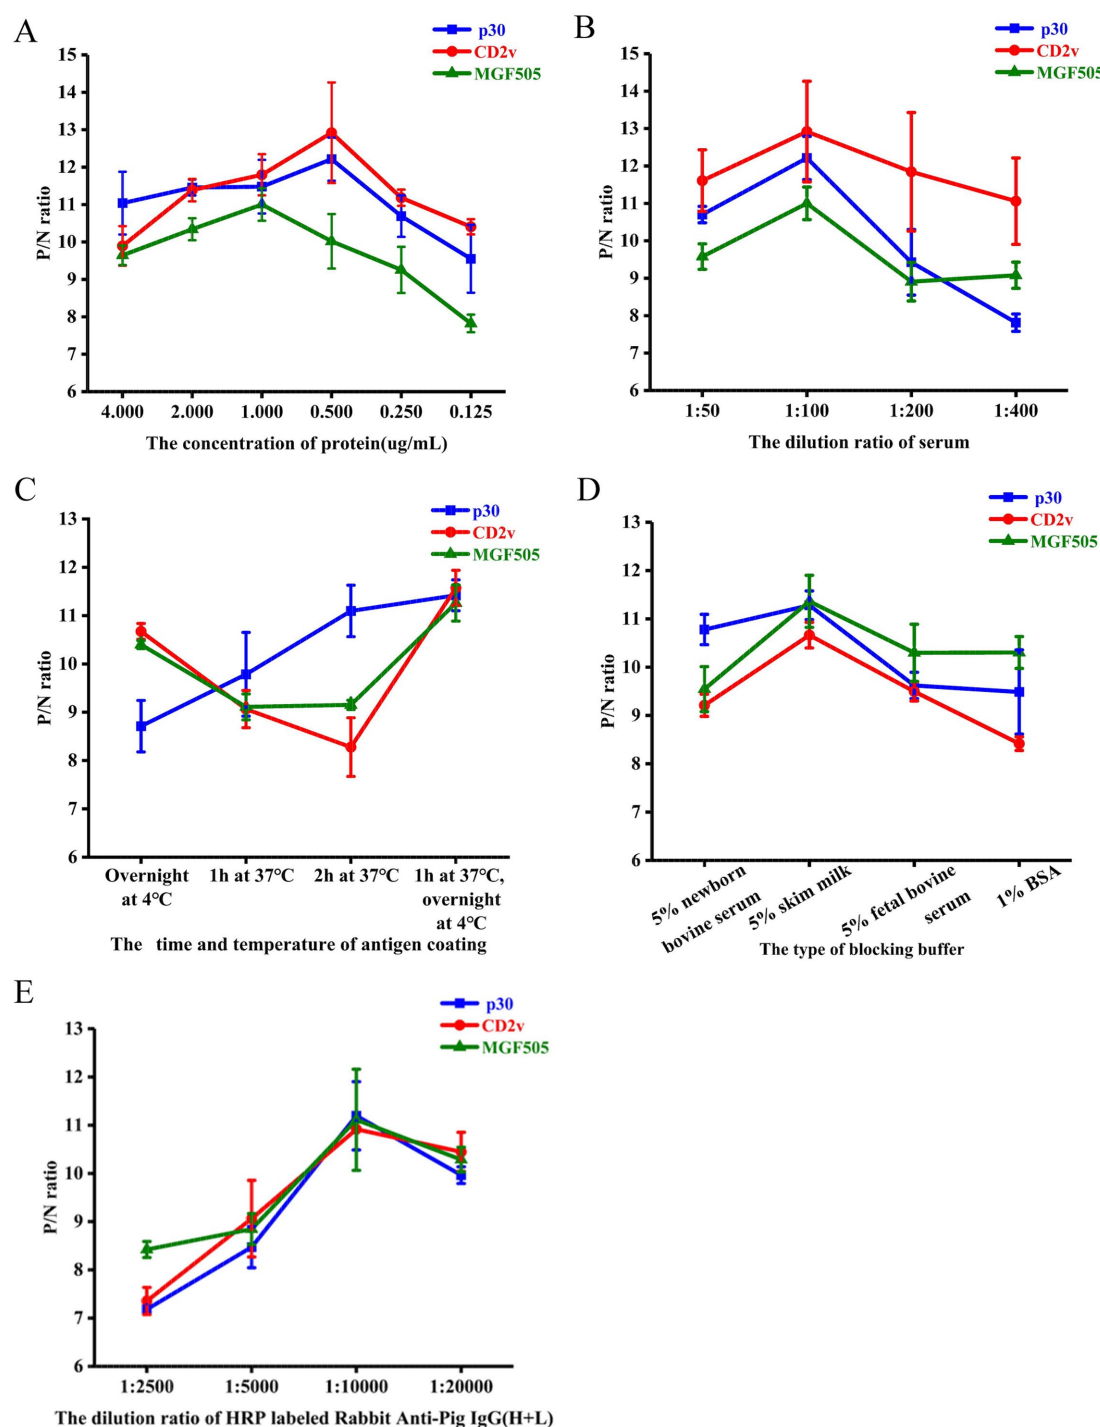 A
p30
CD2v
MGF505
15
14
13
12
11
10
9
8
7
6
P/N ratio
4.000 2.000 1.000 0.500 0.250 0.125
The concentration of protein(ug/mL)
B
p30
CD2v
MGF505
15
14
13
12
11
10
9
8
7
6
P/N ratio
1:50 1:100 1:200 1:400
The dilution ratio of serum
C
p30
CD2v
MGF505
13
12
11
10
9
8
7
6
P/N ratio
Overnight 1h at 37°C 2h at 37°C 1h at 37°C,
at 4°C overnight
at 4°C
The time and temperature of antigen coating
D
p30
CD2v
MGF505
13
12
11
10
9
8
7
6
P/N ratio
5% newborn
bovine serum
5% skim milk
5% fetal bovine
serum
1% BSA
The type of blocking buffer
E
p30
CD2v
MGF505
13
12
11
10
9
8
7
6
P/N ratio
1:2500 1:5000 1:10000 1:20000
The dilution ratio of HRP labeled Rabbit Anti-Pig IgG(H+L)